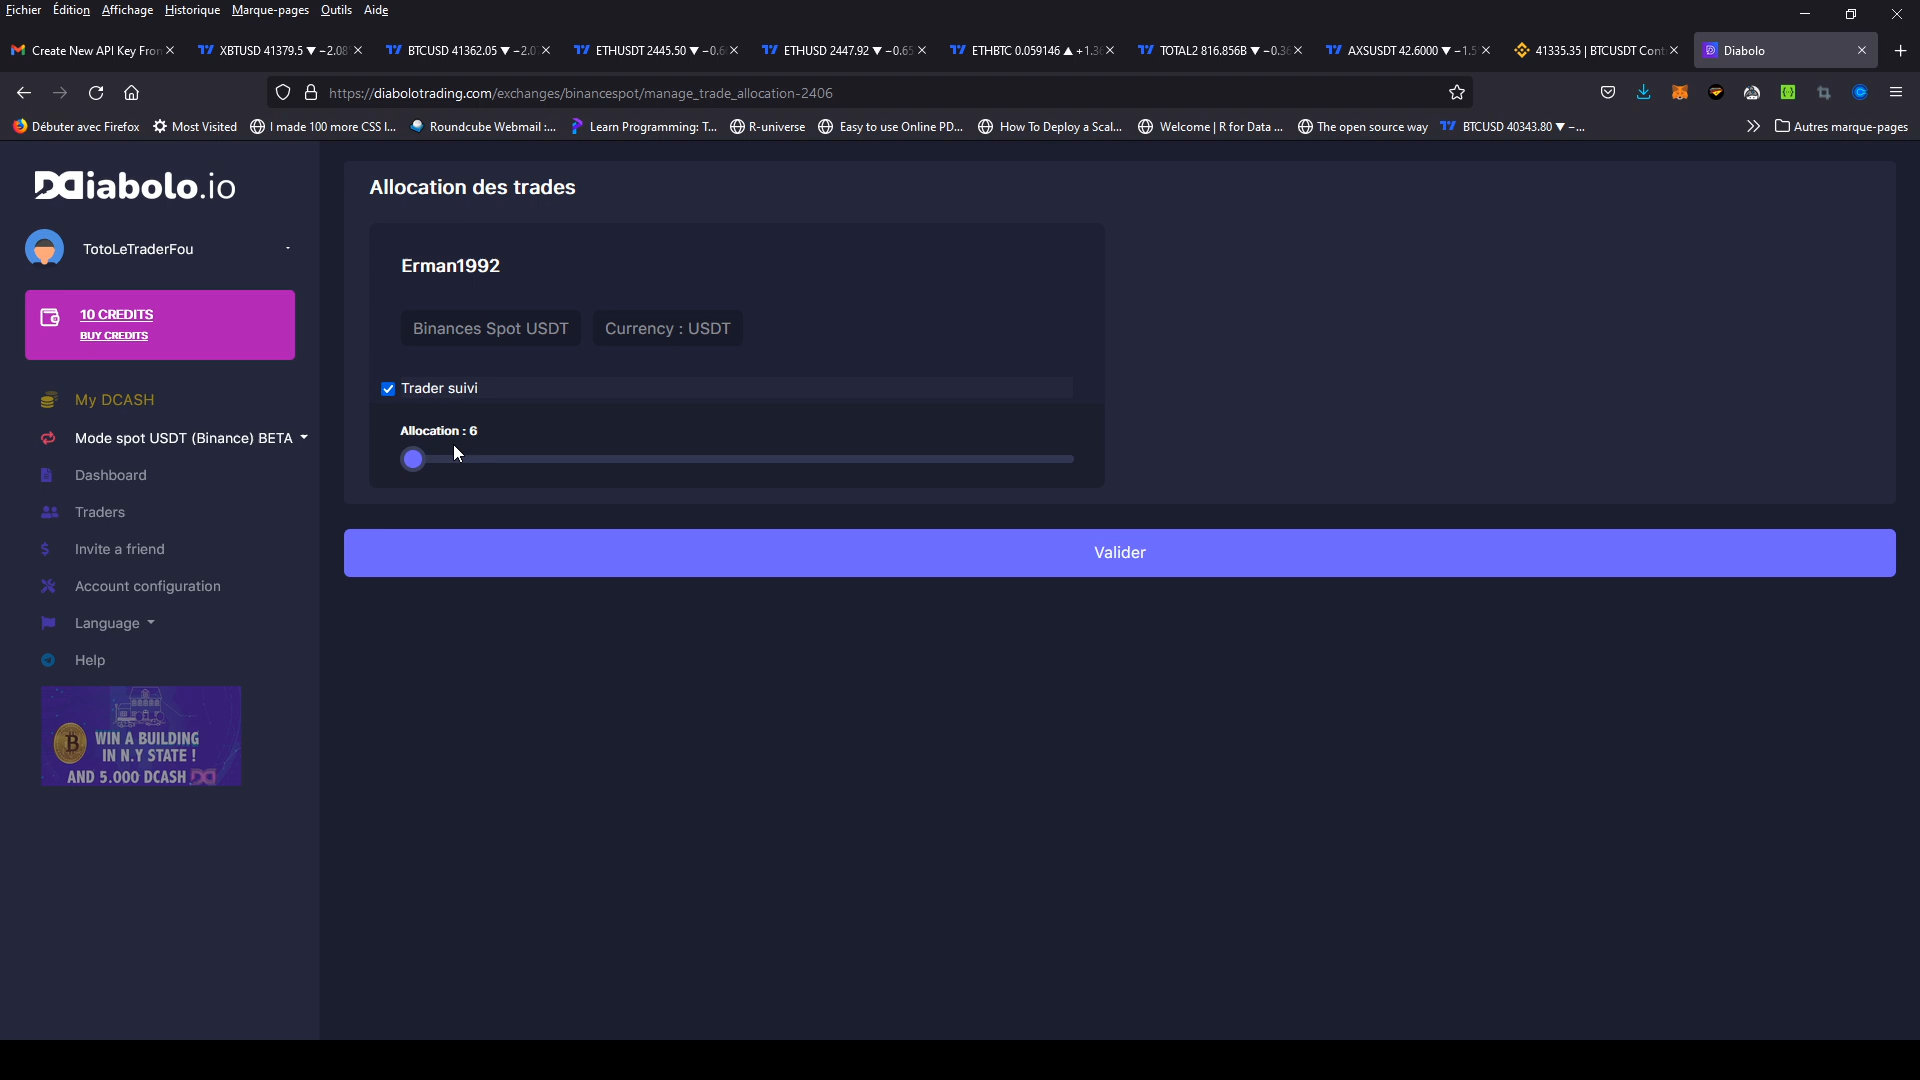 Fichier Édition Affichage Historique Marque-pages Outils Aide
Create New API Key Fro
XBTUSD 41379.5 ▼ −2.08
BTCUSD 41362.05 ▼ −2.0
ETHUSDT 2445.50 ▼ −0.6
ETHUSD 2447.92 ▼ −0.65
ETHBTC 0.059146 ▲ +1.3
TOTAL2 816.856B ▼ −0.3
AXSUSDT 42.6000 ▼ −1.5
41335.35 | BTCUSDT Cont
Diabolo
https://diabolotrading.com/exchanges/binancespot/manage_trade_allocation-2406
Débuter avec Firefox
Most Visited
I made 100 more CSS l...
Roundcube Webmail :...
Learn Programming: T...
R-universe
Easy to use Online PD...
How To Deploy a Scal...
Welcome | R for Data ...
The open source way
BTCUSD 40343.80 ▼ −...
Autres marque-pages
Diabolo.io
TotoLeTraderFou
10 CREDITS
BUY CREDITS
My DCASH
Mode spot USDT (Binance) BETA
Dashboard
Traders
Invite a friend
Account configuration
Language
Help
WIN A BUILDING
IN N.Y STATE !
AND 5.000 DCASH
Allocation des trades
Erman1992
Binances Spot USDT
Currency : USDT
Trader suivi
Allocation : 6
Valider